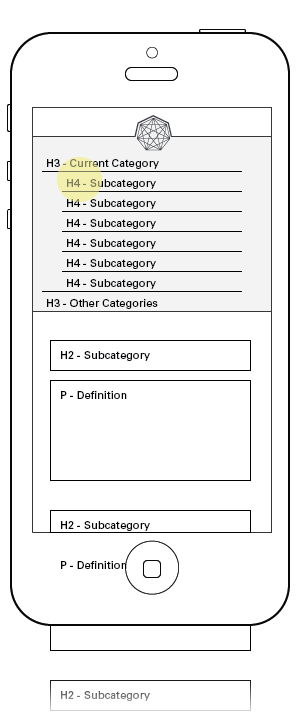 H3 - Current Category
H4 - Subcategory
H4 - Subcategory
H4 - Subcategory
H4 - Subcategory
H4 - Subcategory
H4 - Subcategory
H3 - Other Categories
H2 - Subcategory
P - Definition
H2 - Subcategory
P - Definition
H2 - Subcategory